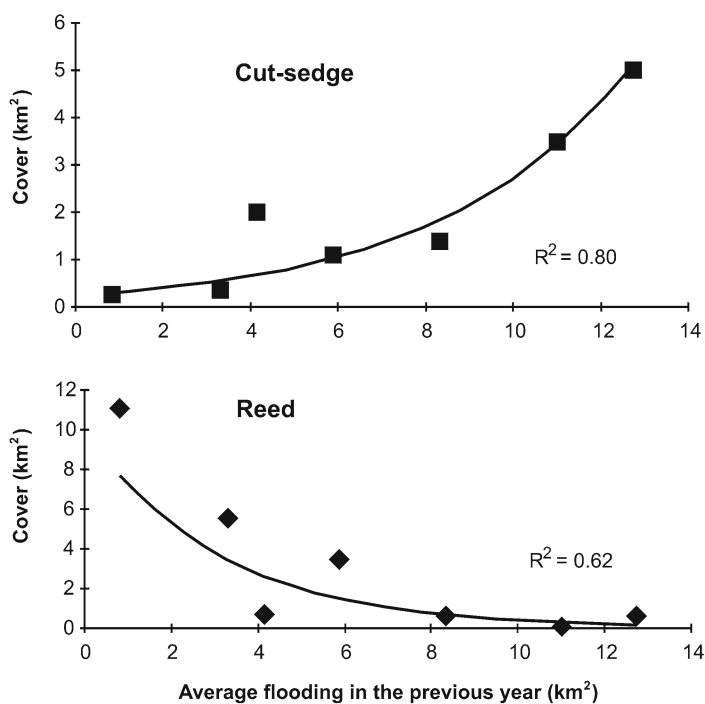 Cut-sedge
Cover (km²)
6
5
4
3
2
1
0
R² = 0.80
0 2 4 6 8 10 12 14
Reed
Cover (km²)
12
10
8
6
4
2
0
R² = 0.62
0 2 4 6 8 10 12 14
Average flooding in the previous year (km²)